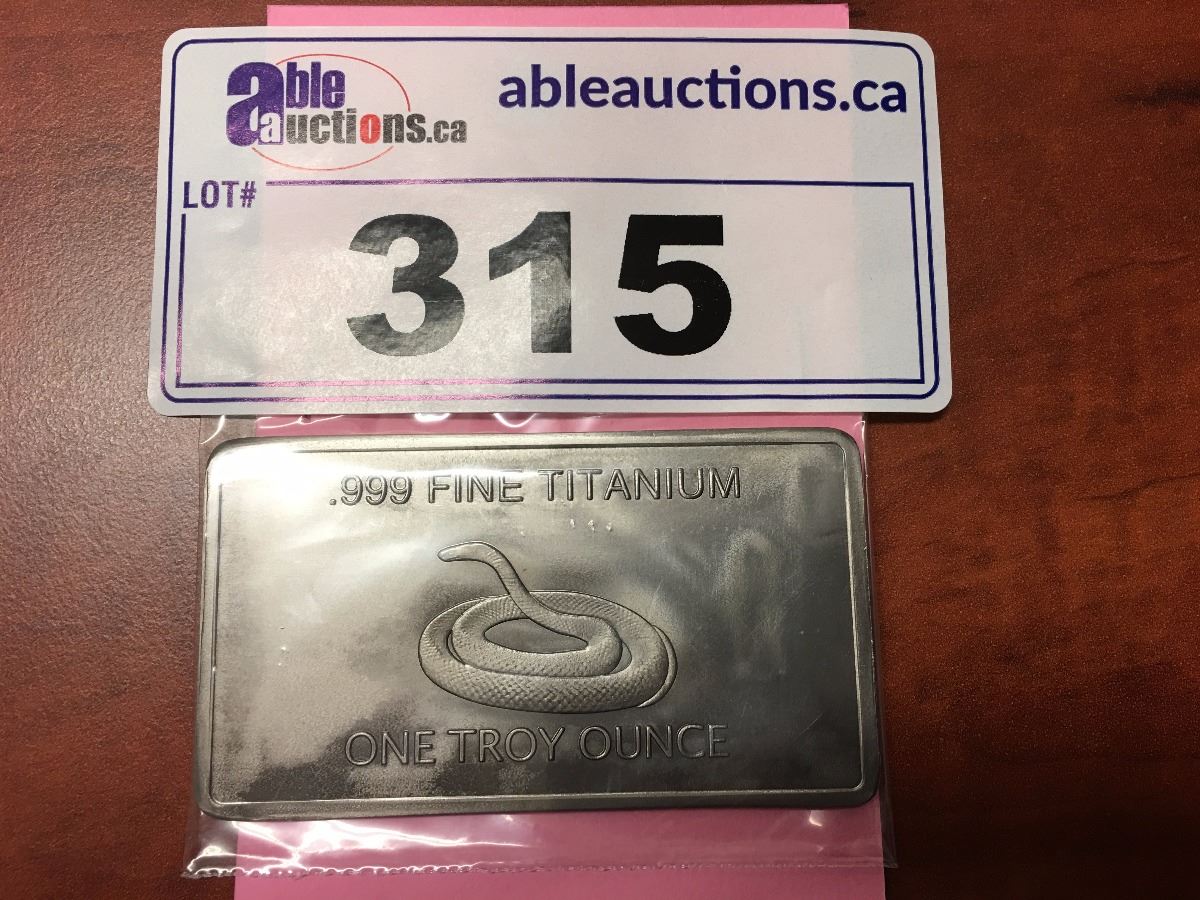 able auctions.ca
ableauctions.ca
LOT#
315
.999 FINE TITANIUM
ONE TROY OUNCE